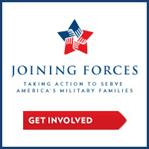 JOINING FORCES
TAKING ACTION TO SERVE
AMERICA'S MILITARY FAMILIES
GET INVOLVED